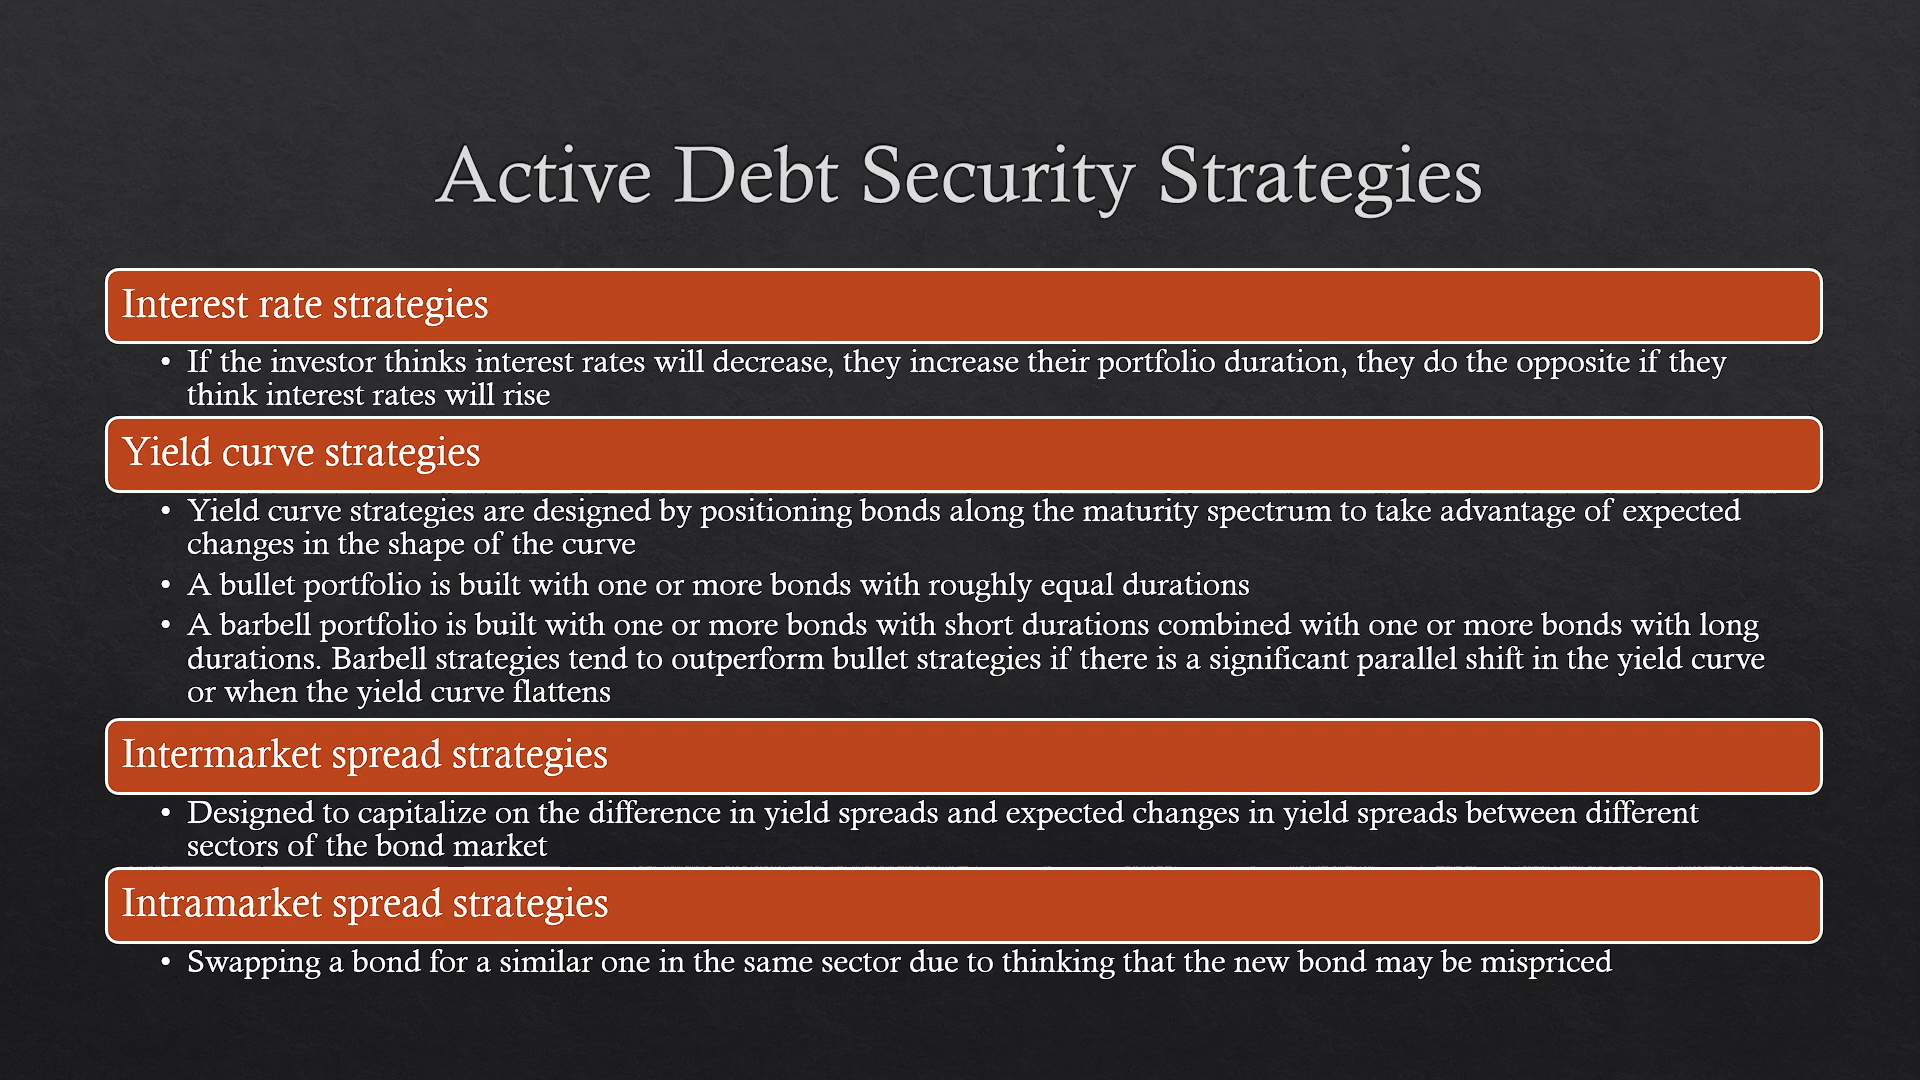 Active Debt Security Strategies
Interest rate strategies
• If the investor thinks interest rates will decrease, they increase their portfolio duration, they do the opposite if they
think interest rates will rise
Yield curve strategies
• Yield curve strategies are designed by positioning bonds along the maturity spectrum to take advantage of expected
changes in the shape of the curve
• A bullet portfolio is built with one or more bonds with roughly equal durations
• A barbell portfolio is built with one or more bonds with short durations combined with one or more bonds with long
durations. Barbell strategies tend to outperform bullet strategies if there is a significant parallel shift in the yield curve
or when the yield curve flattens
Intermarket spread strategies
• Designed to capitalize on the difference in yield spreads and expected changes in yield spreads between different
sectors of the bond market
Intramarket spread strategies
• Swapping a bond for a similar one in the same sector due to thinking that the new bond may be mispriced